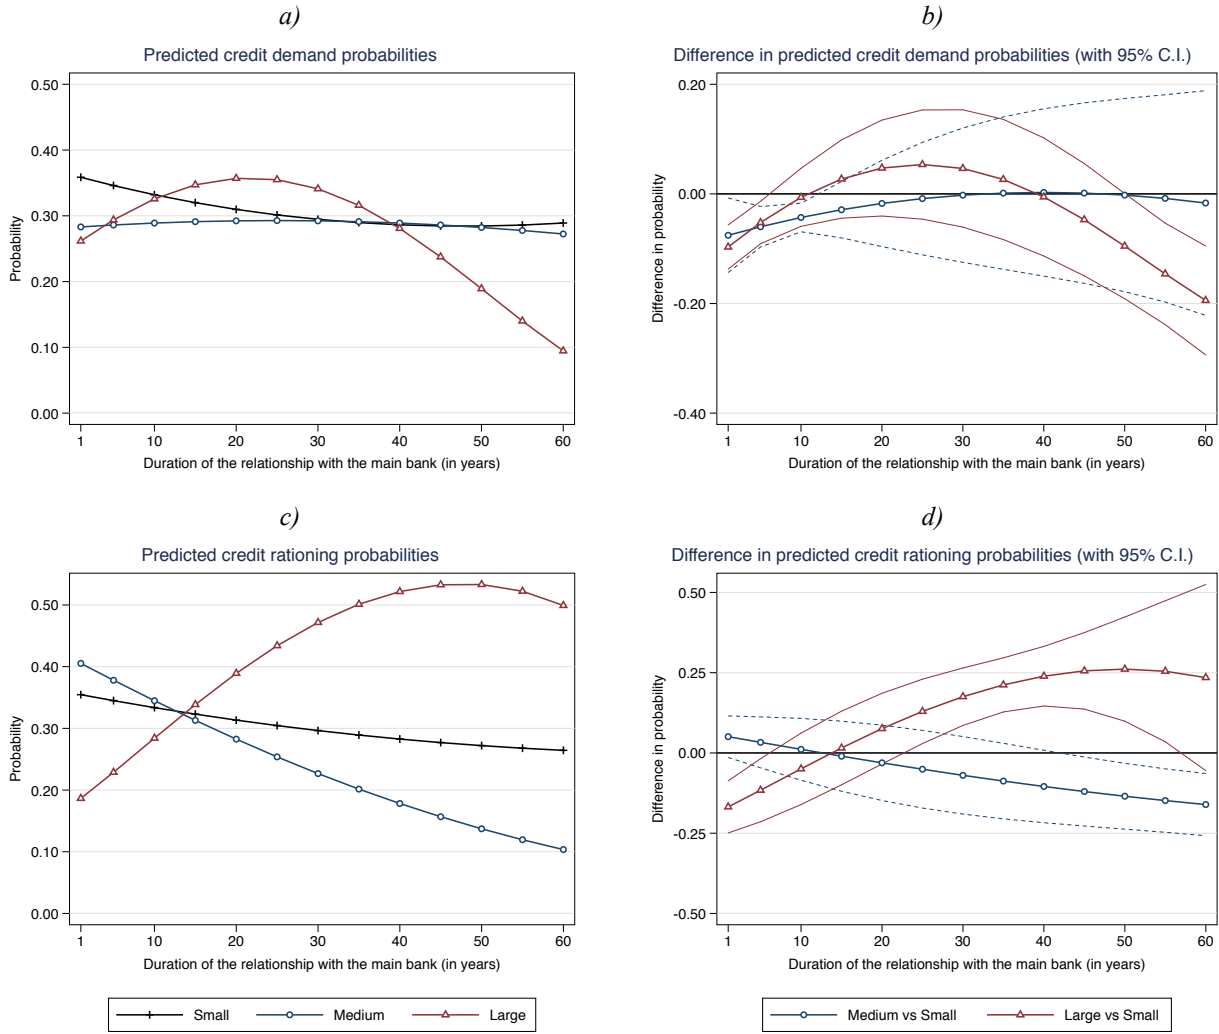 a)
Predicted credit demand probabilities
0.50
0.40
0.30
0.20
0.10
0.00
Probability
1 10 20 30 40 50 60
Duration of the relationship with the main bank (in years)
b)
Difference in predicted credit demand probabilities (with 95% C.I.)
0.20
0.00
-0.20
-0.40
Difference in probability
1 10 20 30 40 50 60
Duration of the relationship with the main bank (in years)
c)
Predicted credit rationing probabilities
0.50
0.40
0.30
0.20
0.10
0.00
Probability
1 10 20 30 40 50 60
Duration of the relationship with the main bank (in years)
Small Medium Large
d)
Difference in predicted credit rationing probabilities (with 95% C.I.)
0.50
0.25
0.00
-0.25
-0.50
Difference in probability
1 10 20 30 40 50 60
Duration of the relationship with the main bank (in years)
Medium vs Small Large vs Small